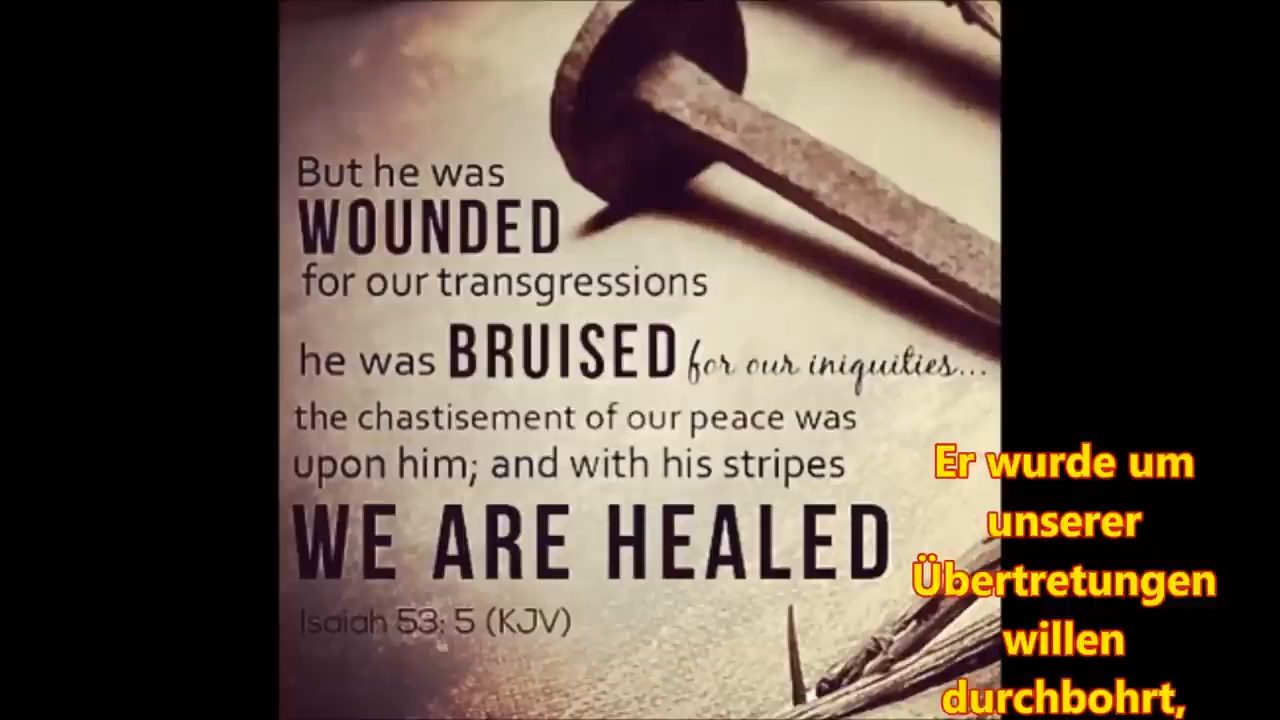 But he was
WOUNDED
for our transgressions
he was BRUISED for our iniquities...
the chastisement of our peace was
upon him; and with his stripes
WE ARE HEALED
Isaiah 53: 5 (KJV)
Er wurde um
unserer
Übertretungen
willen
durchbohrt,